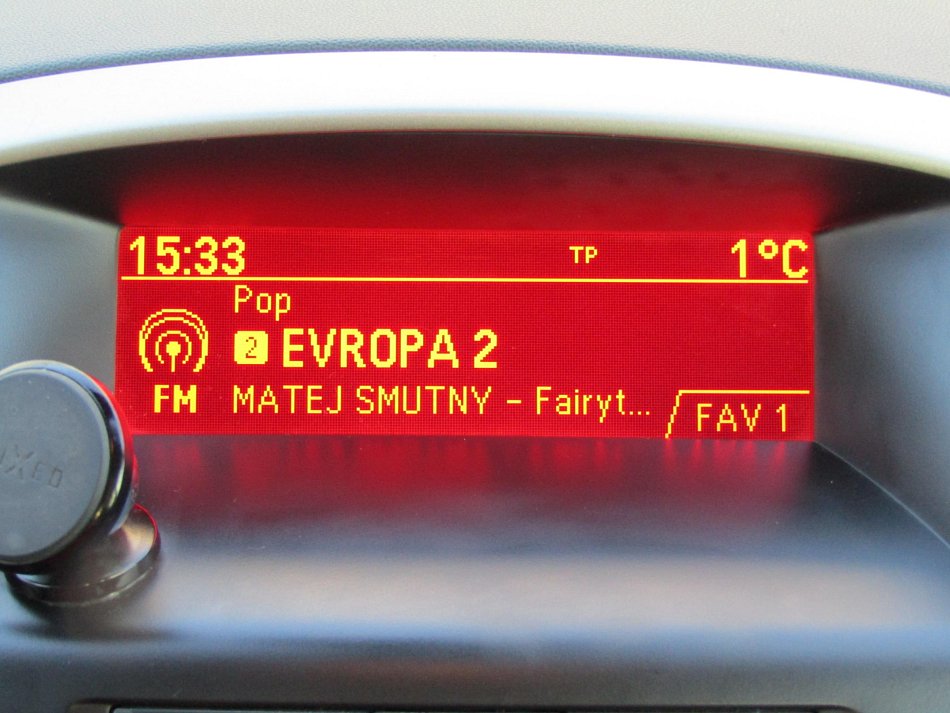 15:33 TP 1°C
Pop
2 EVROPA 2
FM MATEJ SMUTNY - Fairyt... FAV 1